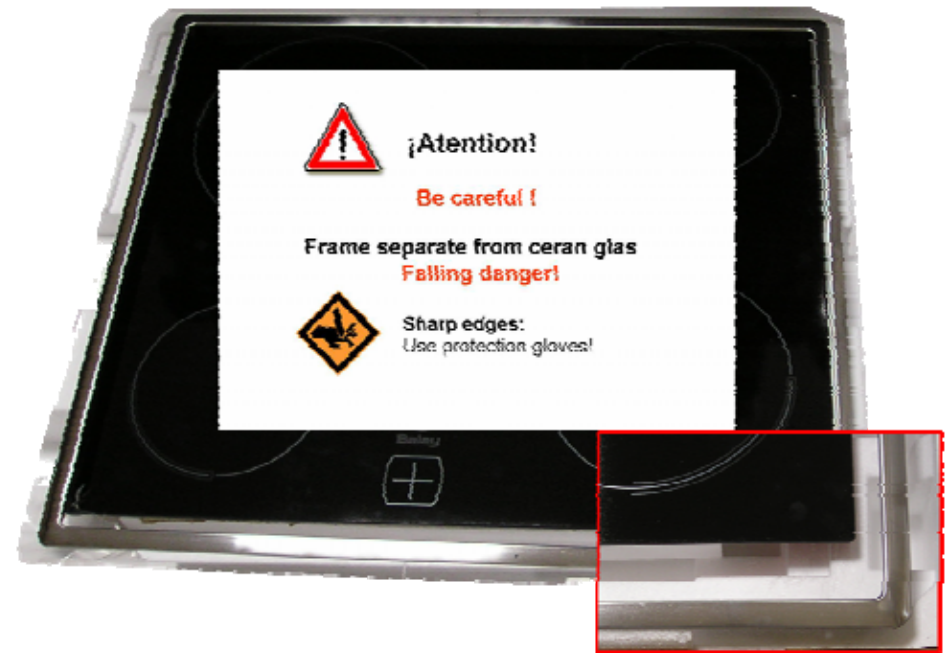 ¡Atention!
Be careful !
Frame separate from ceran glas
Falling danger!
Sharp edges:
Use protection gloves!